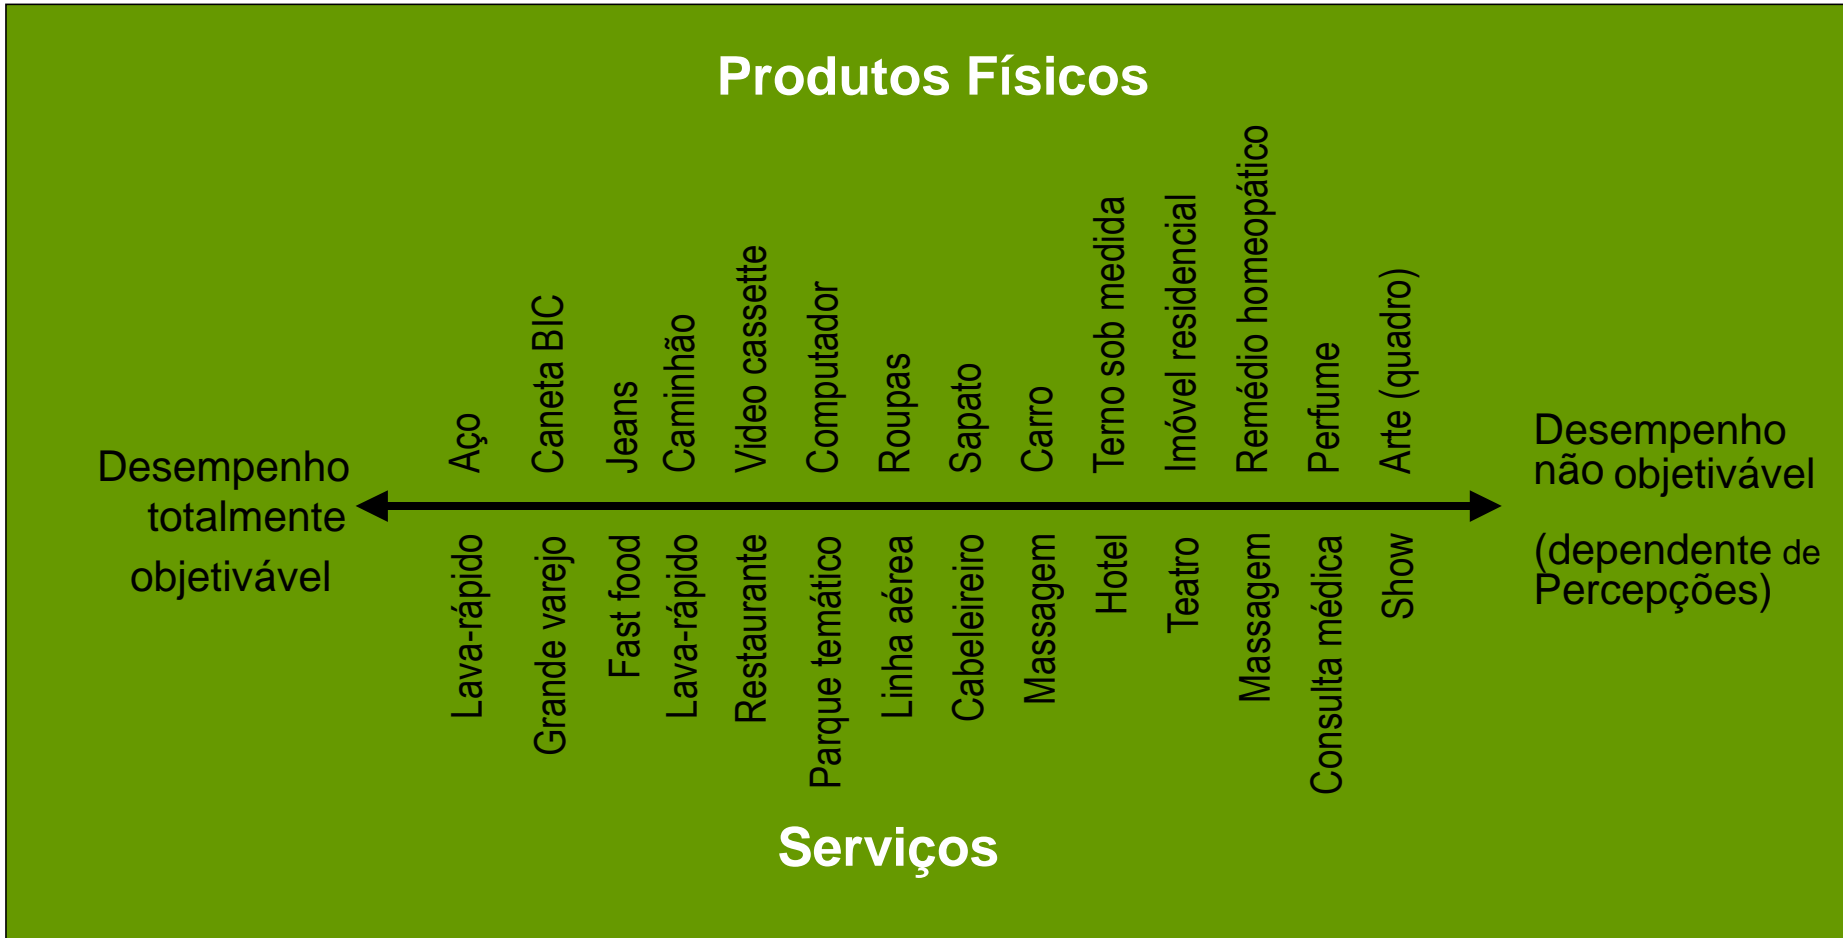 Produtos Físicos
Aço
Caneta BIC
Jeans
Caminhão
Video cassette
Computador
Roupas
Sapato
Carro
Terno sob medida
Imóvel residencial
Remédio homeopático
Perfume
Arte (quadro)
Desempenho
totalmente
objetivável
Desempenho
não objetivável
(dependente de
Percepções)
Lava-rápido
Grande varejo
Fast food
Lava-rápido
Restaurante
Parque temático
Linha aérea
Cabeleireiro
Massagem
Hotel
Teatro
Massagem
Consulta médica
Show
Serviços